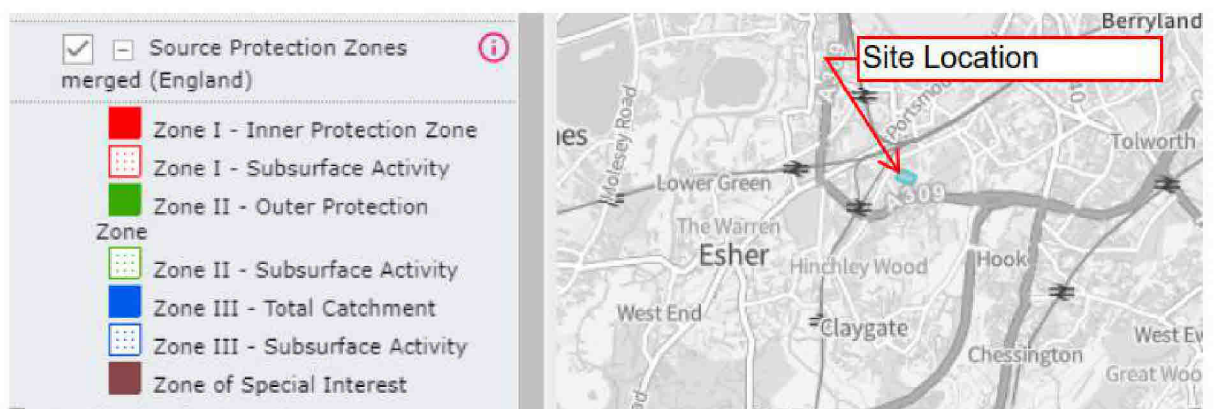 Source Protection Zones
merged (England)
Zone I - Inner Protection Zone
Zone I - Subsurface Activity
Zone II - Outer Protection
Zone
Zone II - Subsurface Activity
Zone III - Total Catchment
Zone III - Subsurface Activity
Zone of Special Interest
Berryland
Site Location
A309
Portsmou
Molesey Road
Tolworth
Lower Green
A309
The Warren
Esher
Hinchley Wood
Hook
West End
Claygate
Chessington
West Ew
Great Woo